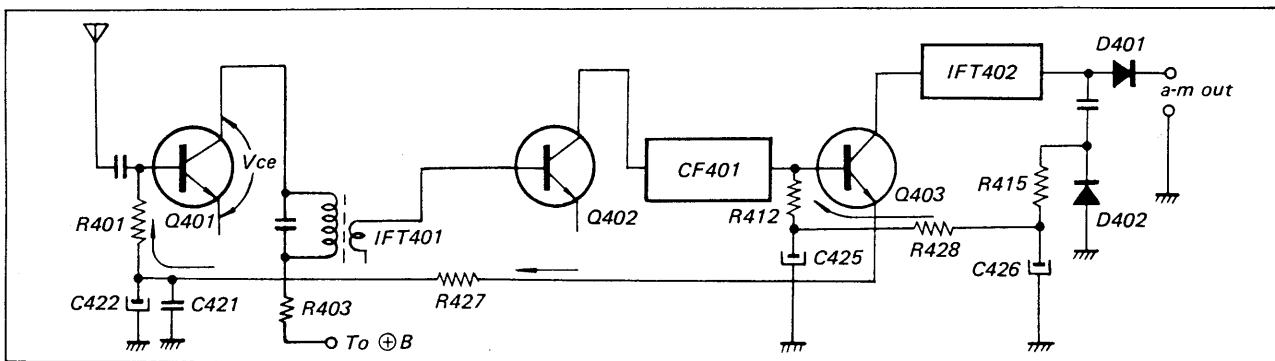 D401
IFT402
a-m out
Vce
CF401
R415
Q403
R401
Q401
Q402
R412
D402
IFT401
R428
C425
C426
C422
C421
R403
R427
To ⊕B